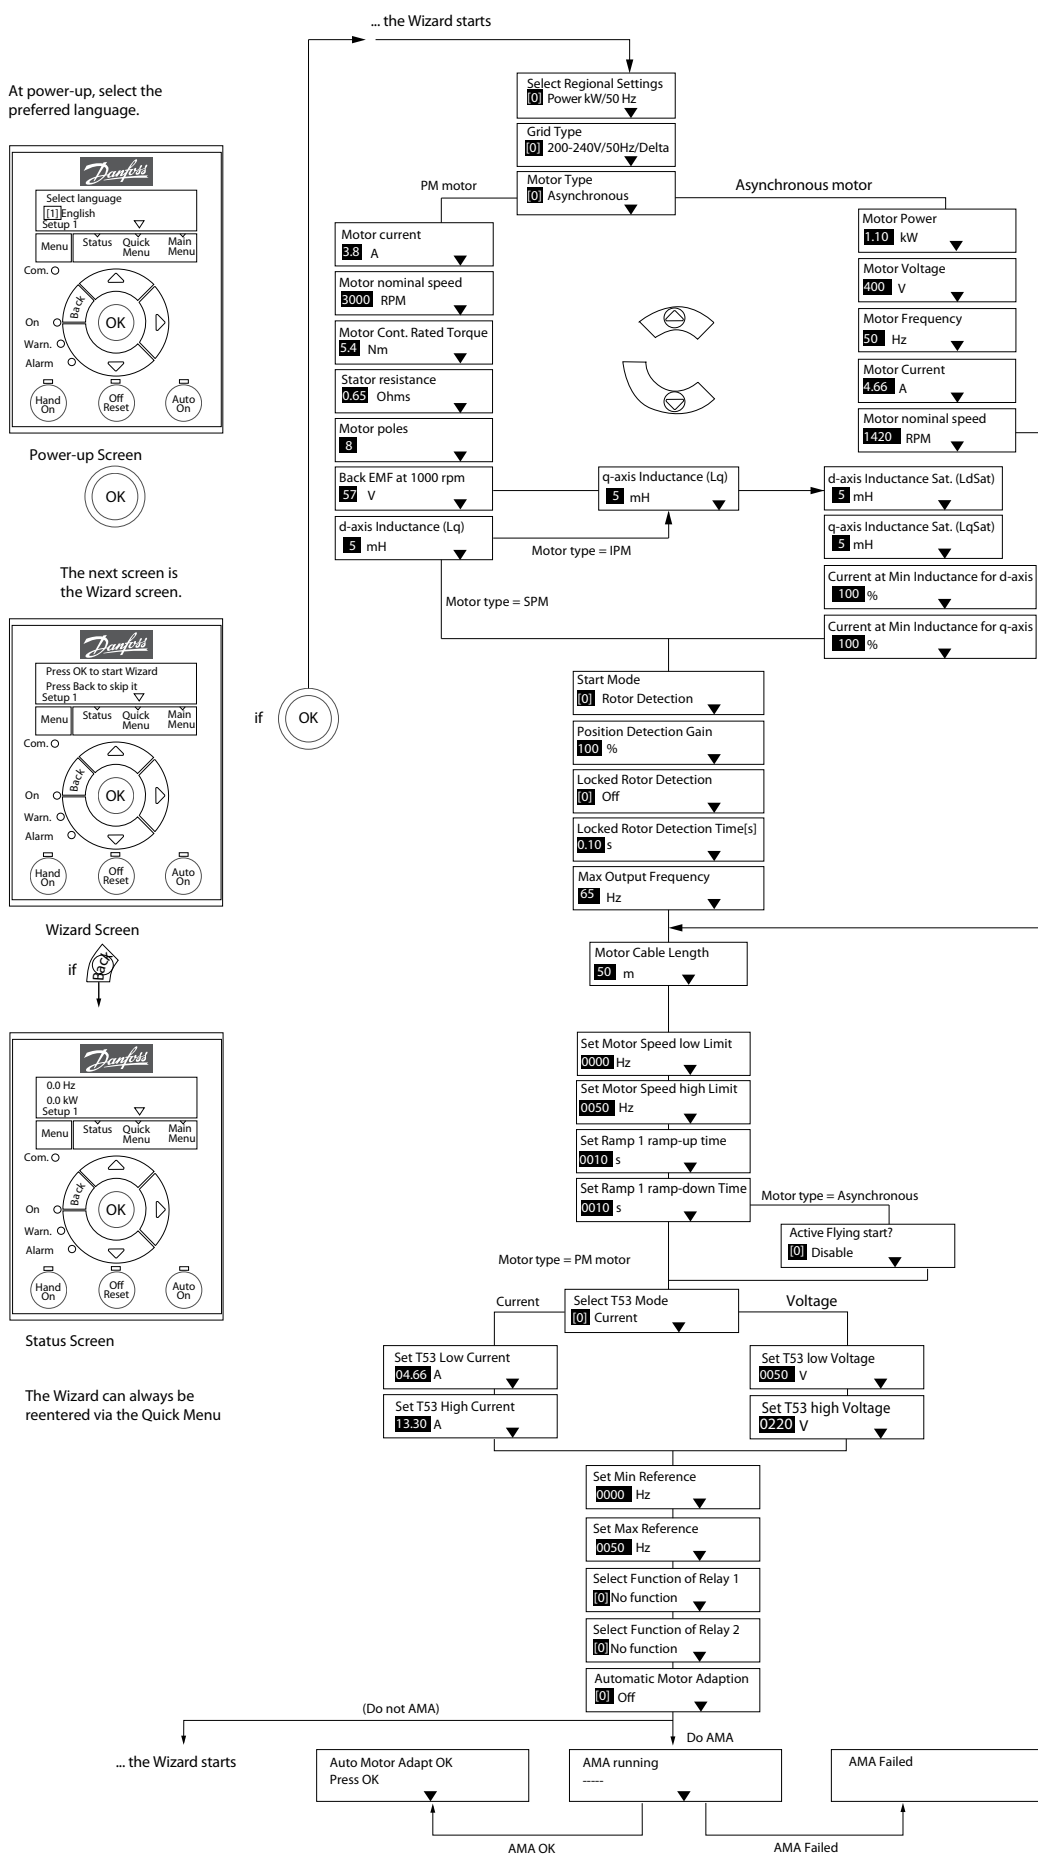 ... the Wizard starts
At power-up, select the
preferred language.
Danfoss
Select language
[1] English
Setup 1
Menu
Status
Quick
Menu
Main
Menu
Com.
Back
OK
On
Warn.
Alarm
Hand
On
Off
Reset
Auto
On
Power-up Screen
OK
The next screen is
the Wizard screen.
Danfoss
Press OK to start Wizard
Press Back to skip it
Setup 1
Menu
Status
Quick
Menu
Main
Menu
Com.
Back
OK
On
Warn.
Alarm
Hand
On
Off
Reset
Auto
On
Wizard Screen
if
Back
Danfoss
0.0 Hz
0.0 kW
Setup 1
Menu
Status
Quick
Menu
Main
Menu
Com.
Back
OK
On
Warn.
Alarm
Hand
On
Off
Reset
Auto
On
Status Screen
The Wizard can always be
reentered via the Quick Menu
if
OK
Select Regional Settings
[0] Power kW/50 Hz
Grid Type
[0] 200-240V/50Hz/Delta
Motor Type
[0] Asynchronous
PM motor
Asynchronous motor
Motor current
3.8 A
Motor nominal speed
3000 RPM
Motor Cont. Rated Torque
5.4 Nm
Stator resistance
0.65 Ohms
Motor poles
8
Back EMF at 1000 rpm
57 V
d-axis Inductance (Lq)
5 mH
Motor Power
1.10 kW
Motor Voltage
400 V
Motor Frequency
50 Hz
Motor Current
4.66 A
Motor nominal speed
1420 RPM
q-axis Inductance (Lq)
5 mH
Motor type = IPM
Motor type = SPM
d-axis Inductance Sat. (LdSat)
5 mH
q-axis Inductance Sat. (LqSat)
5 mH
Current at Min Inductance for d-axis
100 %
Current at Min Inductance for q-axis
100 %
Start Mode
[0] Rotor Detection
Position Detection Gain
100 %
Locked Rotor Detection
[0] Off
Locked Rotor Detection Time[s]
0.10 s
Max Output Frequency
65 Hz
Motor Cable Length
50 m
Set Motor Speed low Limit
0000 Hz
Set Motor Speed high Limit
0050 Hz
Set Ramp 1 ramp-up time
0010 s
Set Ramp 1 ramp-down Time
0010 s
Motor type = Asynchronous
Active Flying start?
[0] Disable
Motor type = PM motor
Current
Select T53 Mode
[0] Current
Voltage
Set T53 Low Current
04.66 A
Set T53 High Current
13.30 A
Set T53 low Voltage
0050 V
Set T53 high Voltage
0220 V
Set Min Reference
0000 Hz
Set Max Reference
0050 Hz
Select Function of Relay 1
[0] No function
Select Function of Relay 2
[0] No function
Automatic Motor Adaption
[0] Off
(Do not AMA)
Do AMA
... the Wizard starts
Auto Motor Adapt OK
Press OK
AMA running
-----
AMA Failed
AMA OK
AMA Failed